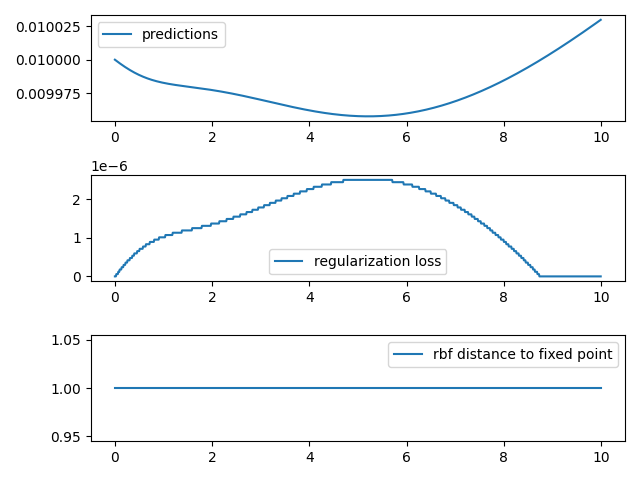 0.010025
0.010000
0.009975
predictions
0 2 4 6 8 10
1e−6
2
1
0
regularization loss
0 2 4 6 8 10
1.05
1.00
0.95
rbf distance to fixed point
0 2 4 6 8 10